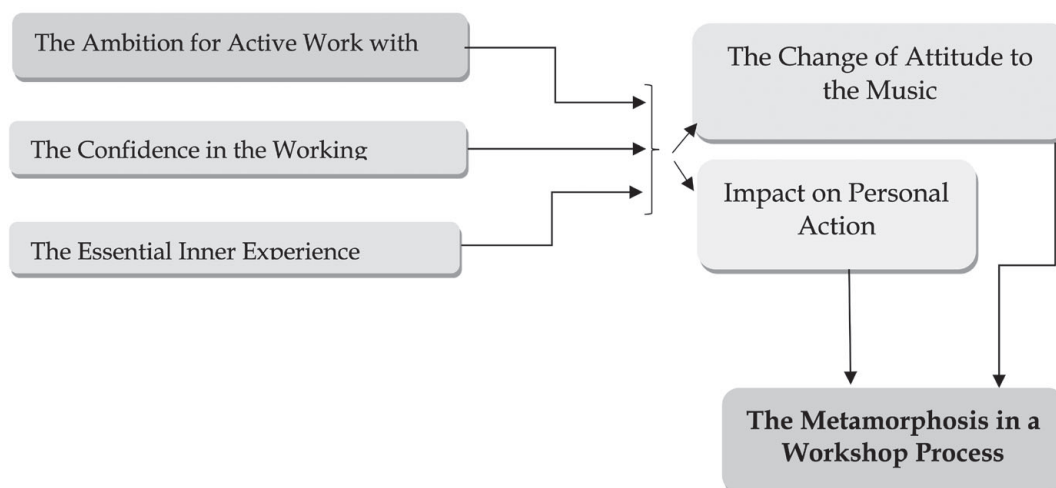 The Ambition for Active Work with
The Confidence in the Working
The Essential Inner Experience
The Change of Attitude to
the Music
Impact on Personal
Action
The Metamorphosis in a
Workshop Process